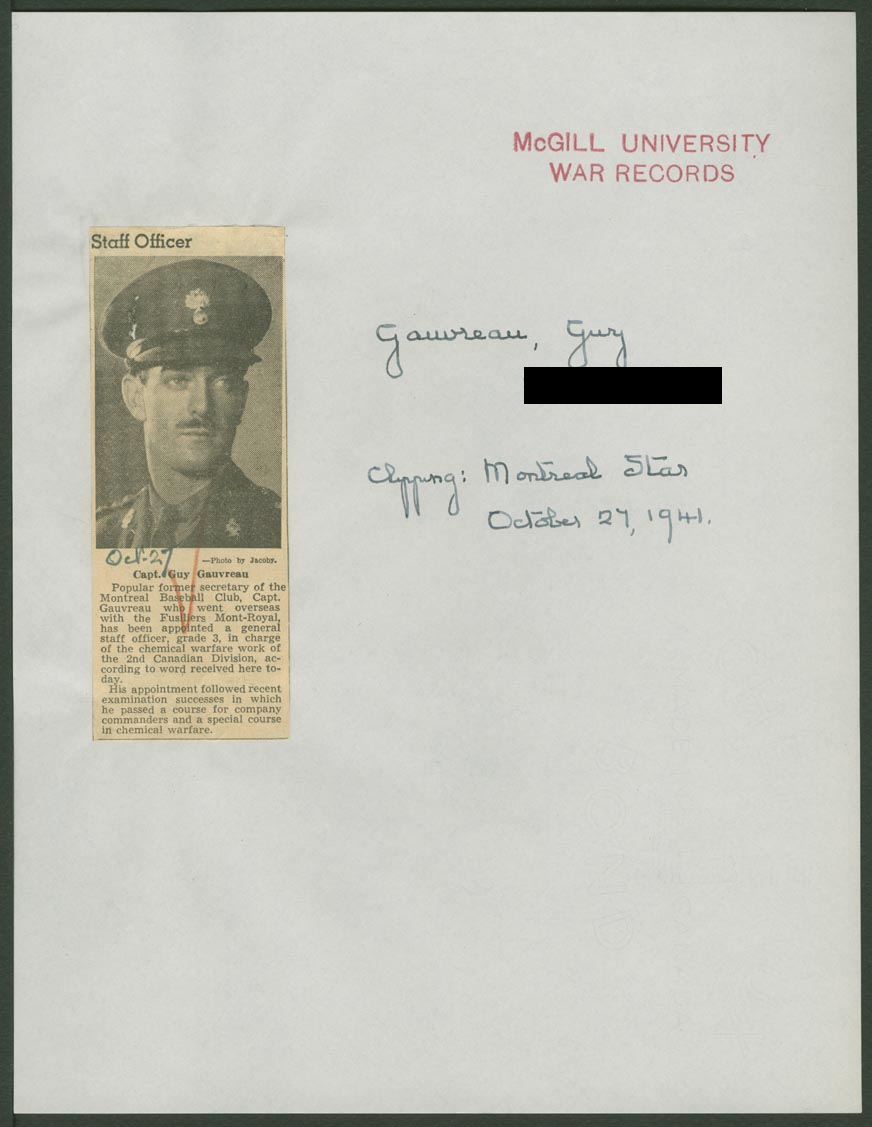 McGILL UNIVERSITY
WAR RECORDS
Staff Officer
Gauvreau, Guy
Clipping: Montreal Star
October 27, 1941.
Oct-27
—Photo by Jacoby.
Capt. Guy Gauvreau
Popular former secretary of the
Montreal Baseball Club, Capt.
Gauvreau who went overseas
with the Fusiliers Mont-Royal,
has been appointed a general
staff officer, grade 3, in charge
of the chemical warfare work of
the 2nd Canadian Division, ac-
cording to word received here to-
day.
His appointment followed recent
examination successes in which
he passed a course for company
commanders and a special course
in chemical warfare.